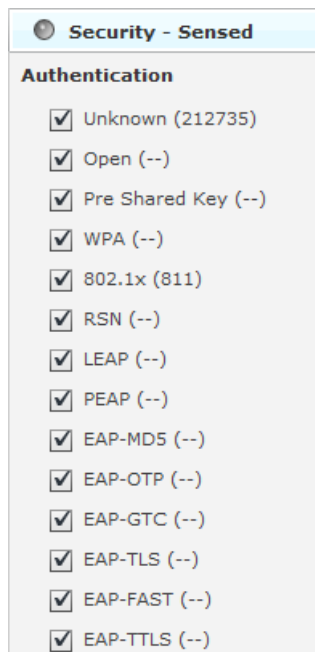 Security - Sensed
Authentication
Unknown (212735)
Open (--)
Pre Shared Key (--)
WPA (--)
802.1x (811)
RSN (--)
LEAP (--)
PEAP (--)
EAP-MD5 (--)
EAP-OTP (--)
EAP-GTC (--)
EAP-TLS (--)
EAP-FAST (--)
EAP-TTLS (--)